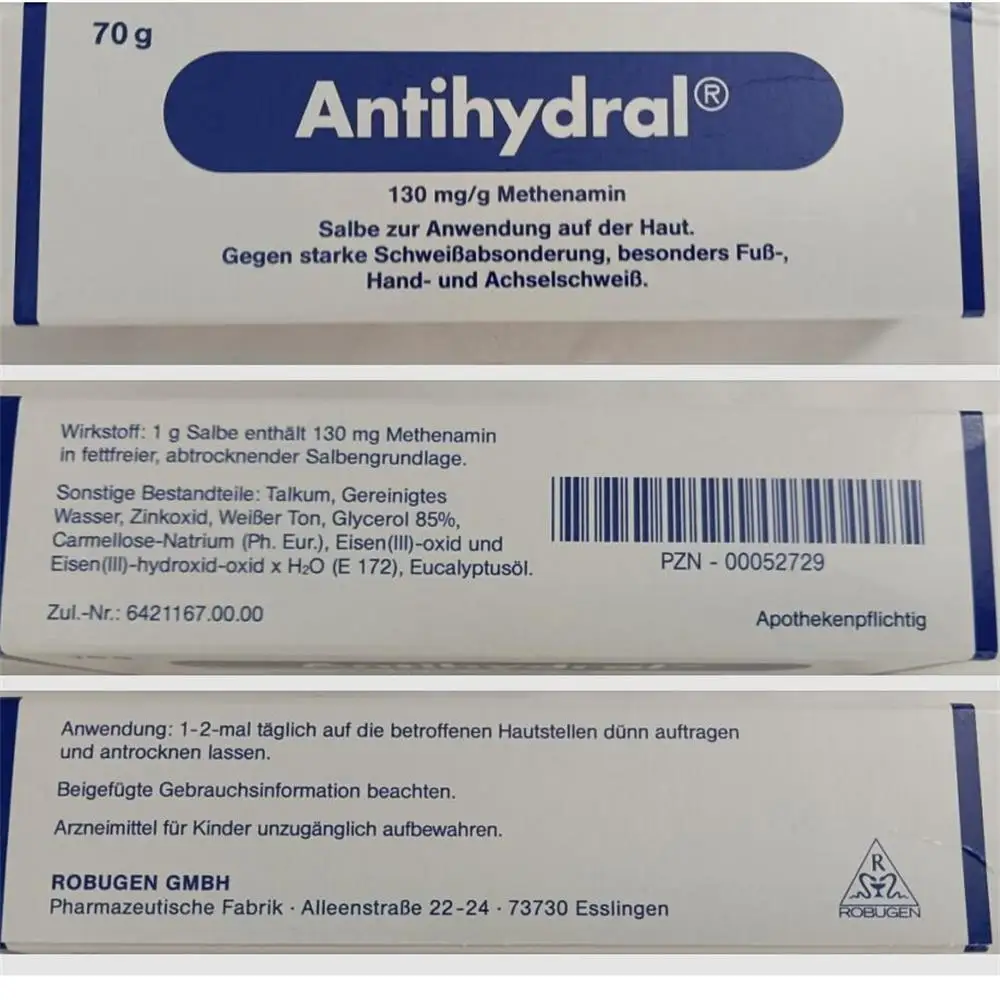 70 g
Antihydral®
130 mg/g Methenamin
Salbe zur Anwendung auf der Haut.
Gegen starke Schweißabsonderung, besonders Fuß-,
Hand- und Achselschweiß.
Wirkstoff: 1 g Salbe enthält 130 mg Methenamin
in fettfreier, abtrocknender Salbengrundlage.
Sonstige Bestandteile: Talkum, Gereinigtes
Wasser, Zinkoxid, Weißer Ton, Glycerol 85%,
Carmellose-Natrium (Ph. Eur.), Eisen(III)-oxid und
Eisen(III)-hydroxid-oxid x H₂O (E 172), Eucalyptusöl.
Zul.-Nr.: 6421167.00.00
PZN - 00052729
Apothekenpflichtig
Antihydral
Anwendung: 1-2-mal täglich auf die betroffenen Hautstellen dünn auftragen
und antrocknen lassen.
Beigefügte Gebrauchsinformation beachten.
Arzneimittel für Kinder unzugänglich aufbewahren.
ROBUGEN GMBH
Pharmazeutische Fabrik · Alleenstraße 22-24 · 73730 Esslingen
R
ROBUGEN